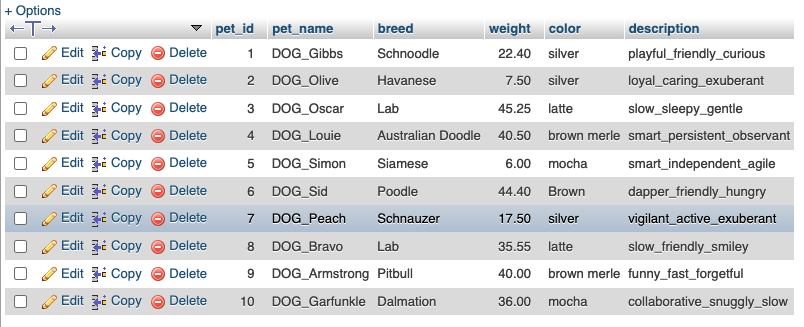 + Options
pet_id pet_name breed weight color description
Edit Copy Delete 1 DOG_Gibbs Schnoodle 22.40 silver playful_friendly_curious
Edit Copy Delete 2 DOG_Olive Havanese 7.50 silver loyal_caring_exuberant
Edit Copy Delete 3 DOG_Oscar Lab 45.25 latte slow_sleepy_gentle
Edit Copy Delete 4 DOG_Louie Australian Doodle 40.50 brown merle smart_persistent_observant
Edit Copy Delete 5 DOG_Simon Siamese 6.00 mocha smart_independent_agile
Edit Copy Delete 6 DOG_Sid Poodle 44.40 Brown dapper_friendly_hungry
Edit Copy Delete 7 DOG_Peach Schnauzer 17.50 silver vigilant_active_exuberant
Edit Copy Delete 8 DOG_Bravo Lab 35.55 latte slow_friendly_smiley
Edit Copy Delete 9 DOG_Armstrong Pitbull 40.00 brown merle funny_fast_forgetful
Edit Copy Delete 10 DOG_Garfunkle Dalmation 36.00 mocha collaborative_snuggly_slow